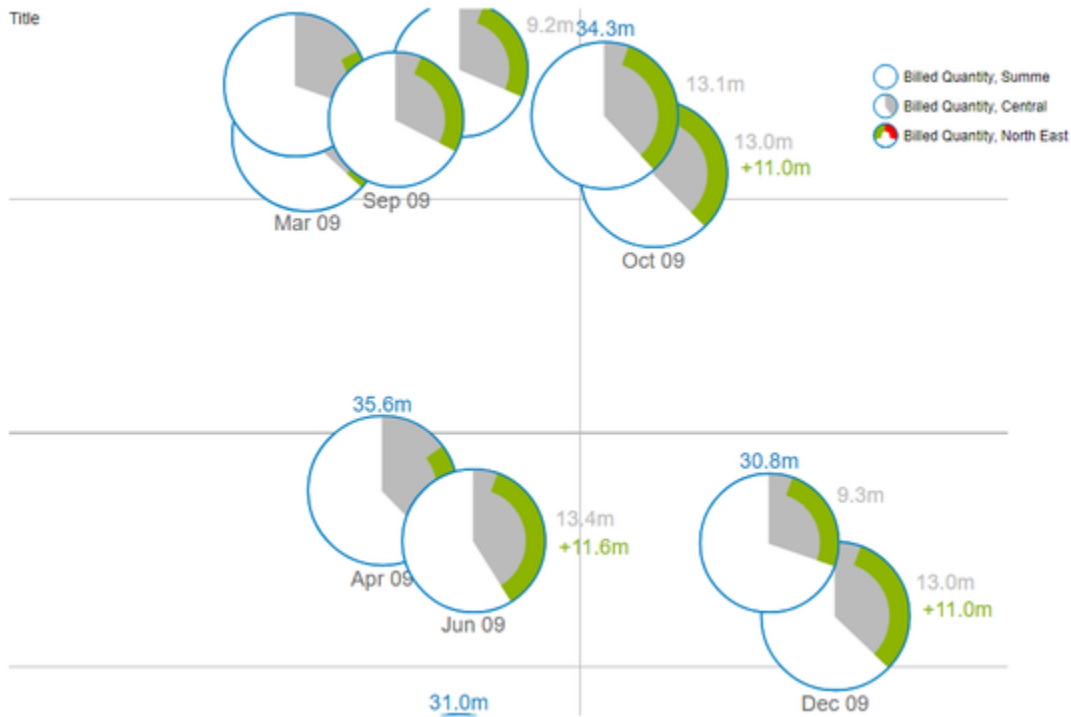 Title
9.2m
34.3m
13.1m
13.0m
+11.0m
Billed Quantity, Summe
Billed Quantity, Central
Billed Quantity, North East
Sep 09
Mar 09
Oct 09
35.6m
13.4m
+11.6m
Apr 09
Jun 09
30.8m
9.3m
13.0m
+11.0m
Dec 09
31.0m